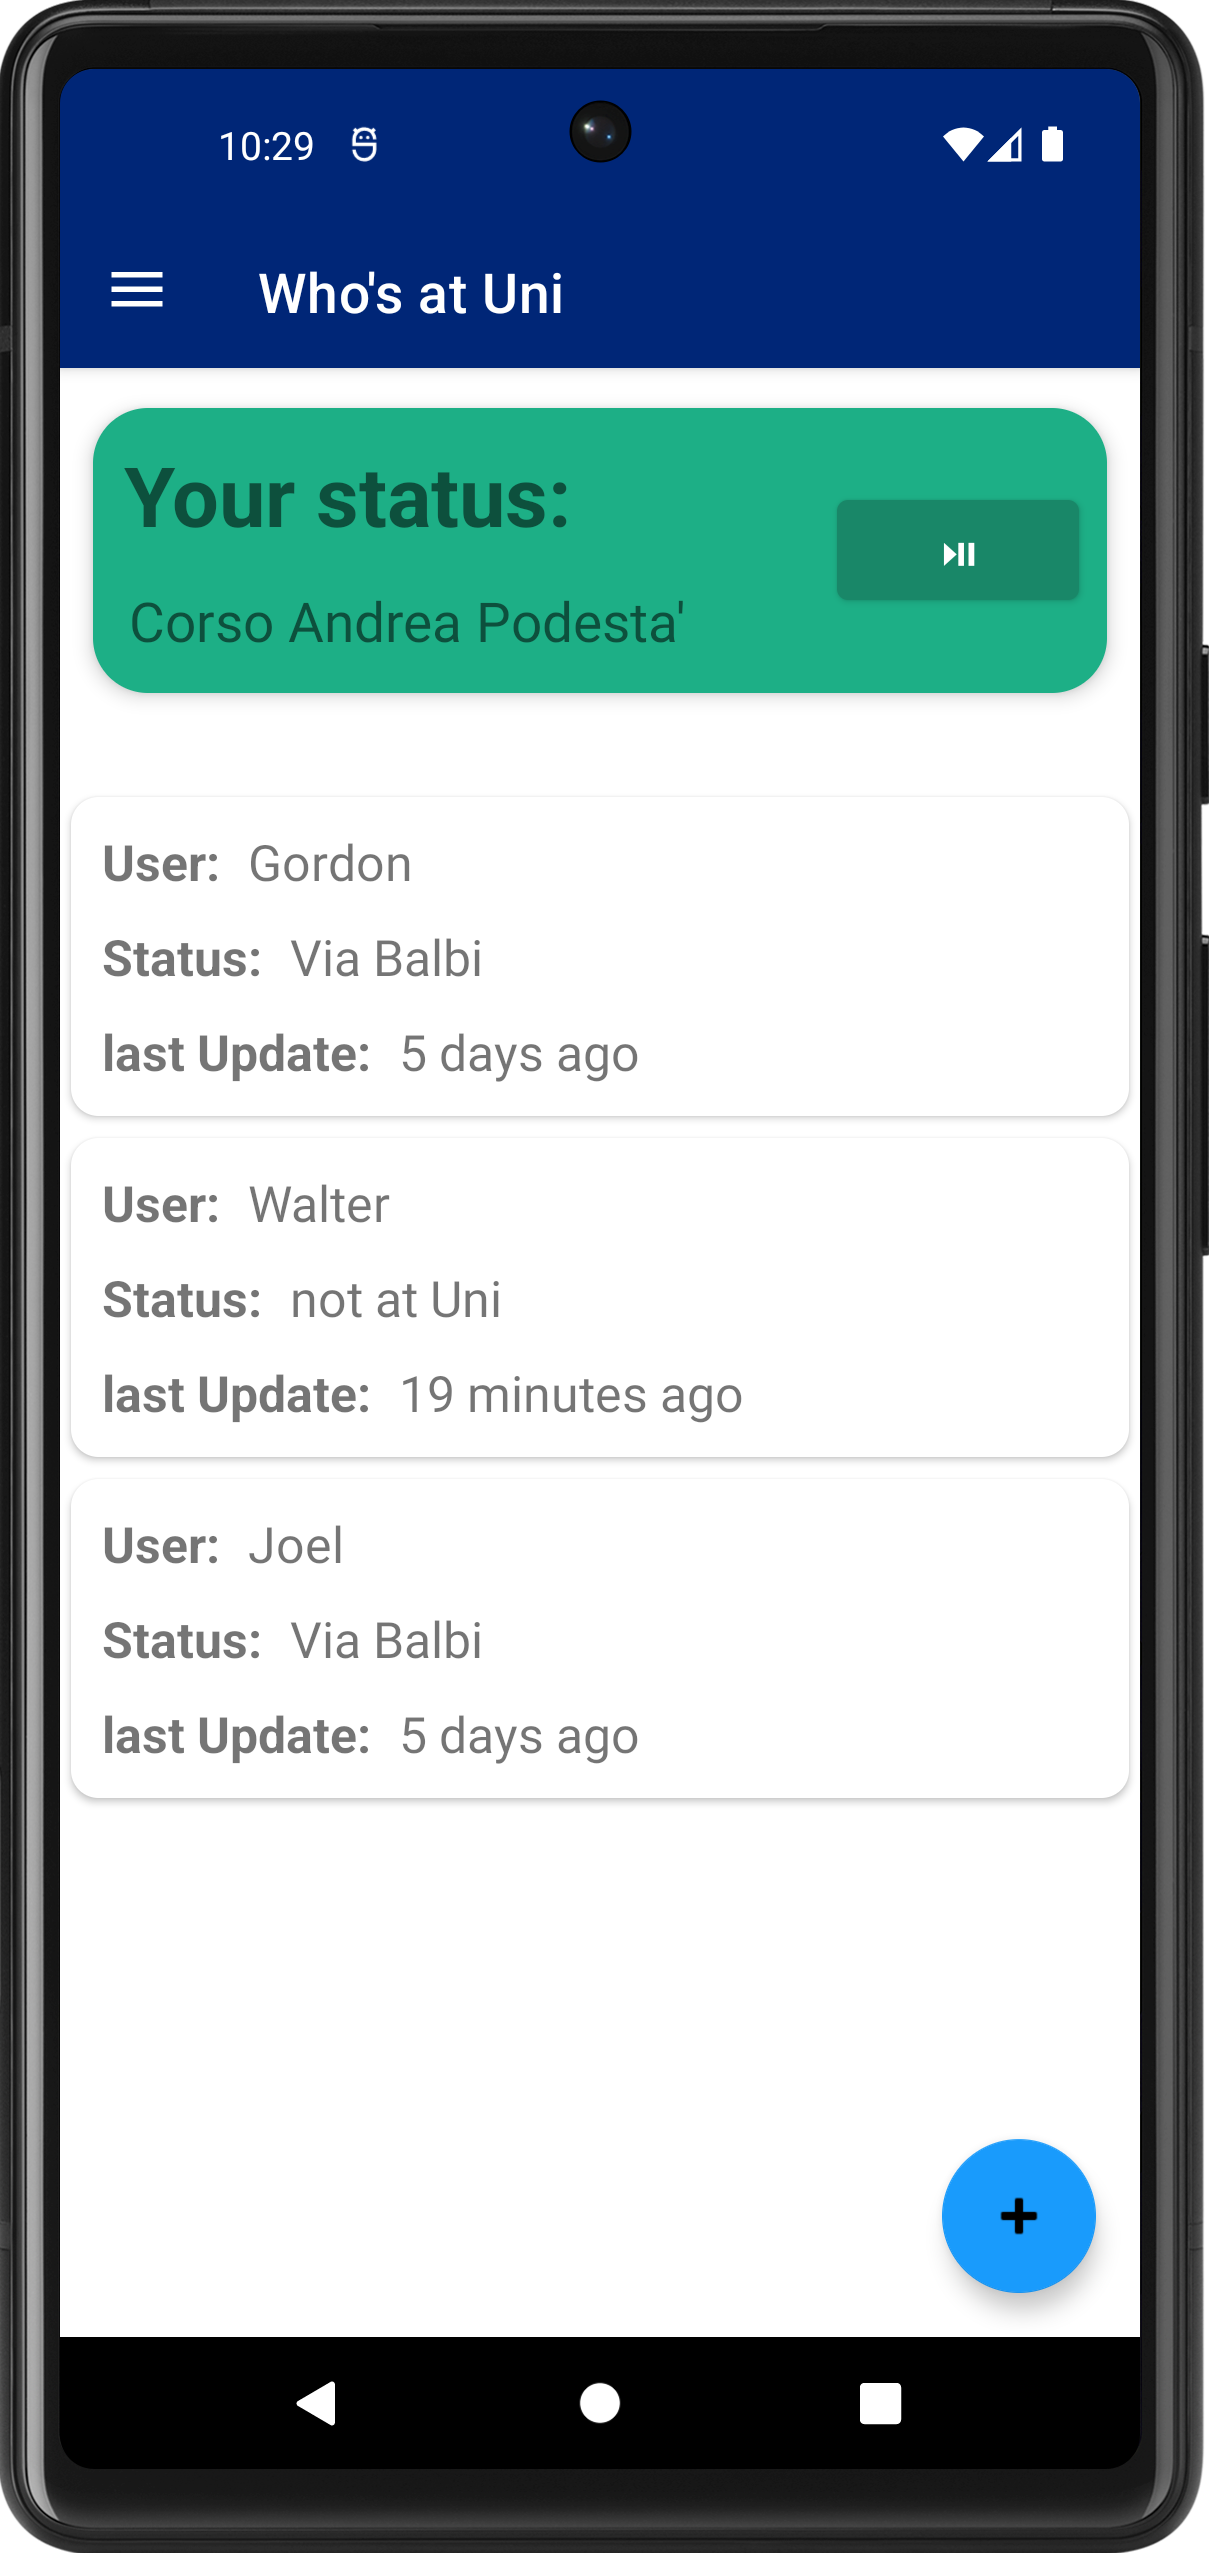 10:29
Who's at Uni
Your status:
Corso Andrea Podesta'
User: Gordon
Status: Via Balbi
last Update: 5 days ago
User: Walter
Status: not at Uni
last Update: 19 minutes ago
User: Joel
Status: Via Balbi
last Update: 5 days ago